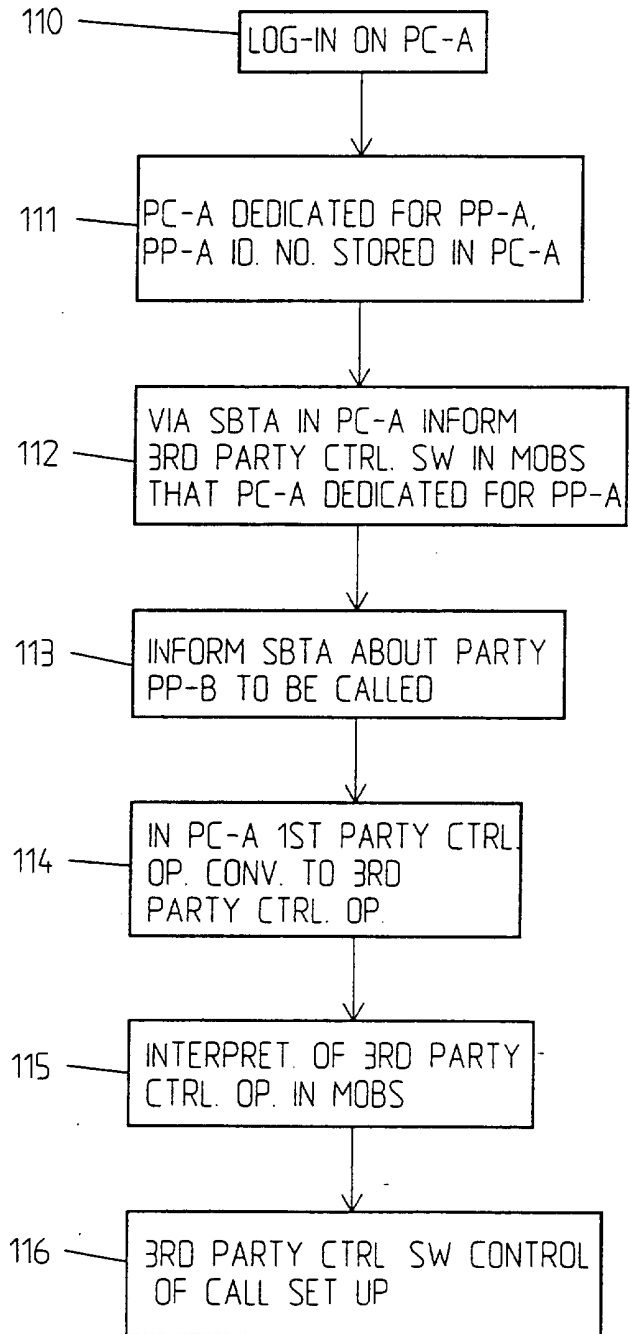 110
LOG-IN ON PC-A
111
PC-A DEDICATED FOR PP-A,
PP-A ID. NO. STORED IN PC-A
112
VIA SBTA IN PC-A INFORM
3RD PARTY CTRL. SW IN MOBS
THAT PC-A DEDICATED FOR PP-A
113
INFORM SBTA ABOUT PARTY
PP-B TO BE CALLED
114
IN PC-A 1ST PARTY CTRL.
OP. CONV. TO 3RD
PARTY CTRL. OP.
115
INTERPRET. OF 3RD PARTY
CTRL. OP. IN MOBS
116
3RD PARTY CTRL SW CONTROL
OF CALL SET UP